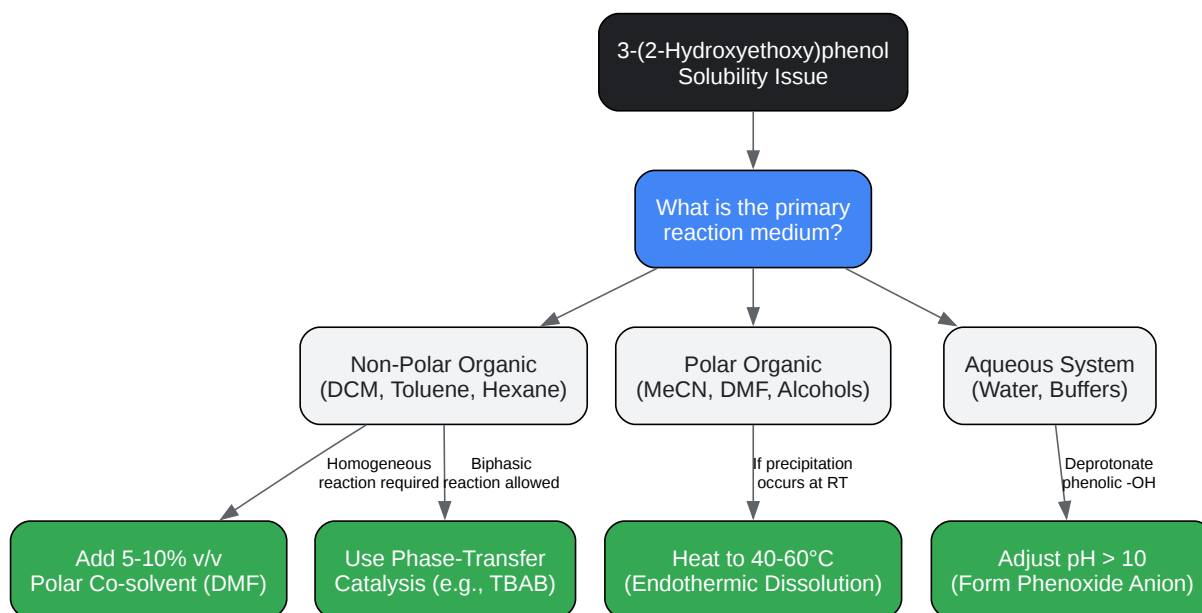 3-(2-Hydroxyethoxy)phenol
Solubility Issue
What is the primary
reaction medium?
Non-Polar Organic
(DCM, Toluene, Hexane)
Polar Organic
(MeCN, DMF, Alcohols)
Aqueous System
(Water, Buffers)
Homogeneous
reaction required
Biphasic
reaction allowed
If precipitation
occurs at RT
Deprotonate
phenolic -OH
Add 5-10% v/v
Polar Co-solvent (DMF)
Use Phase-Transfer
Catalysis (e.g., TBAB)
Heat to 40-60°C
(Endothermic Dissolution)
Adjust pH > 10
(Form Phenoxide Anion)